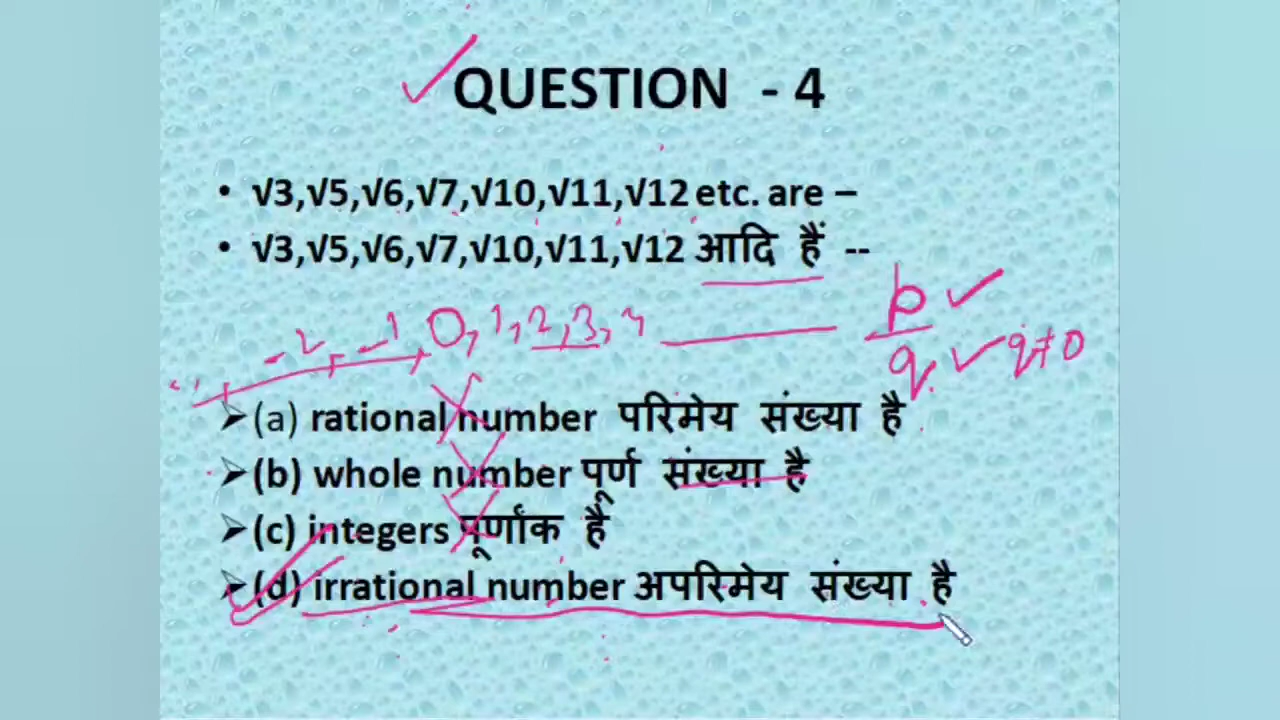 QUESTION - 4
• √3,√5,√6,√7,√10,√11,√12 etc. are –
• √3,√5,√6,√7,√10,√11,√12 आदि हैं --
-2 -1 0, 1, 2, 3, 4
p
q q≠0
(a) rational number परिमेय संख्या है
(b) whole number पूर्ण संख्या है
(c) integers पूर्णांक है
(d) irrational number अपरिमेय संख्या है